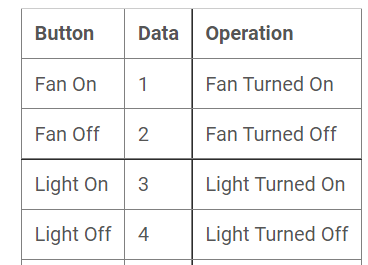 Button Data Operation
Fan On 1 Fan Turned On
Fan Off 2 Fan Turned Off
Light On 3 Light Turned On
Light Off 4 Light Turned Off